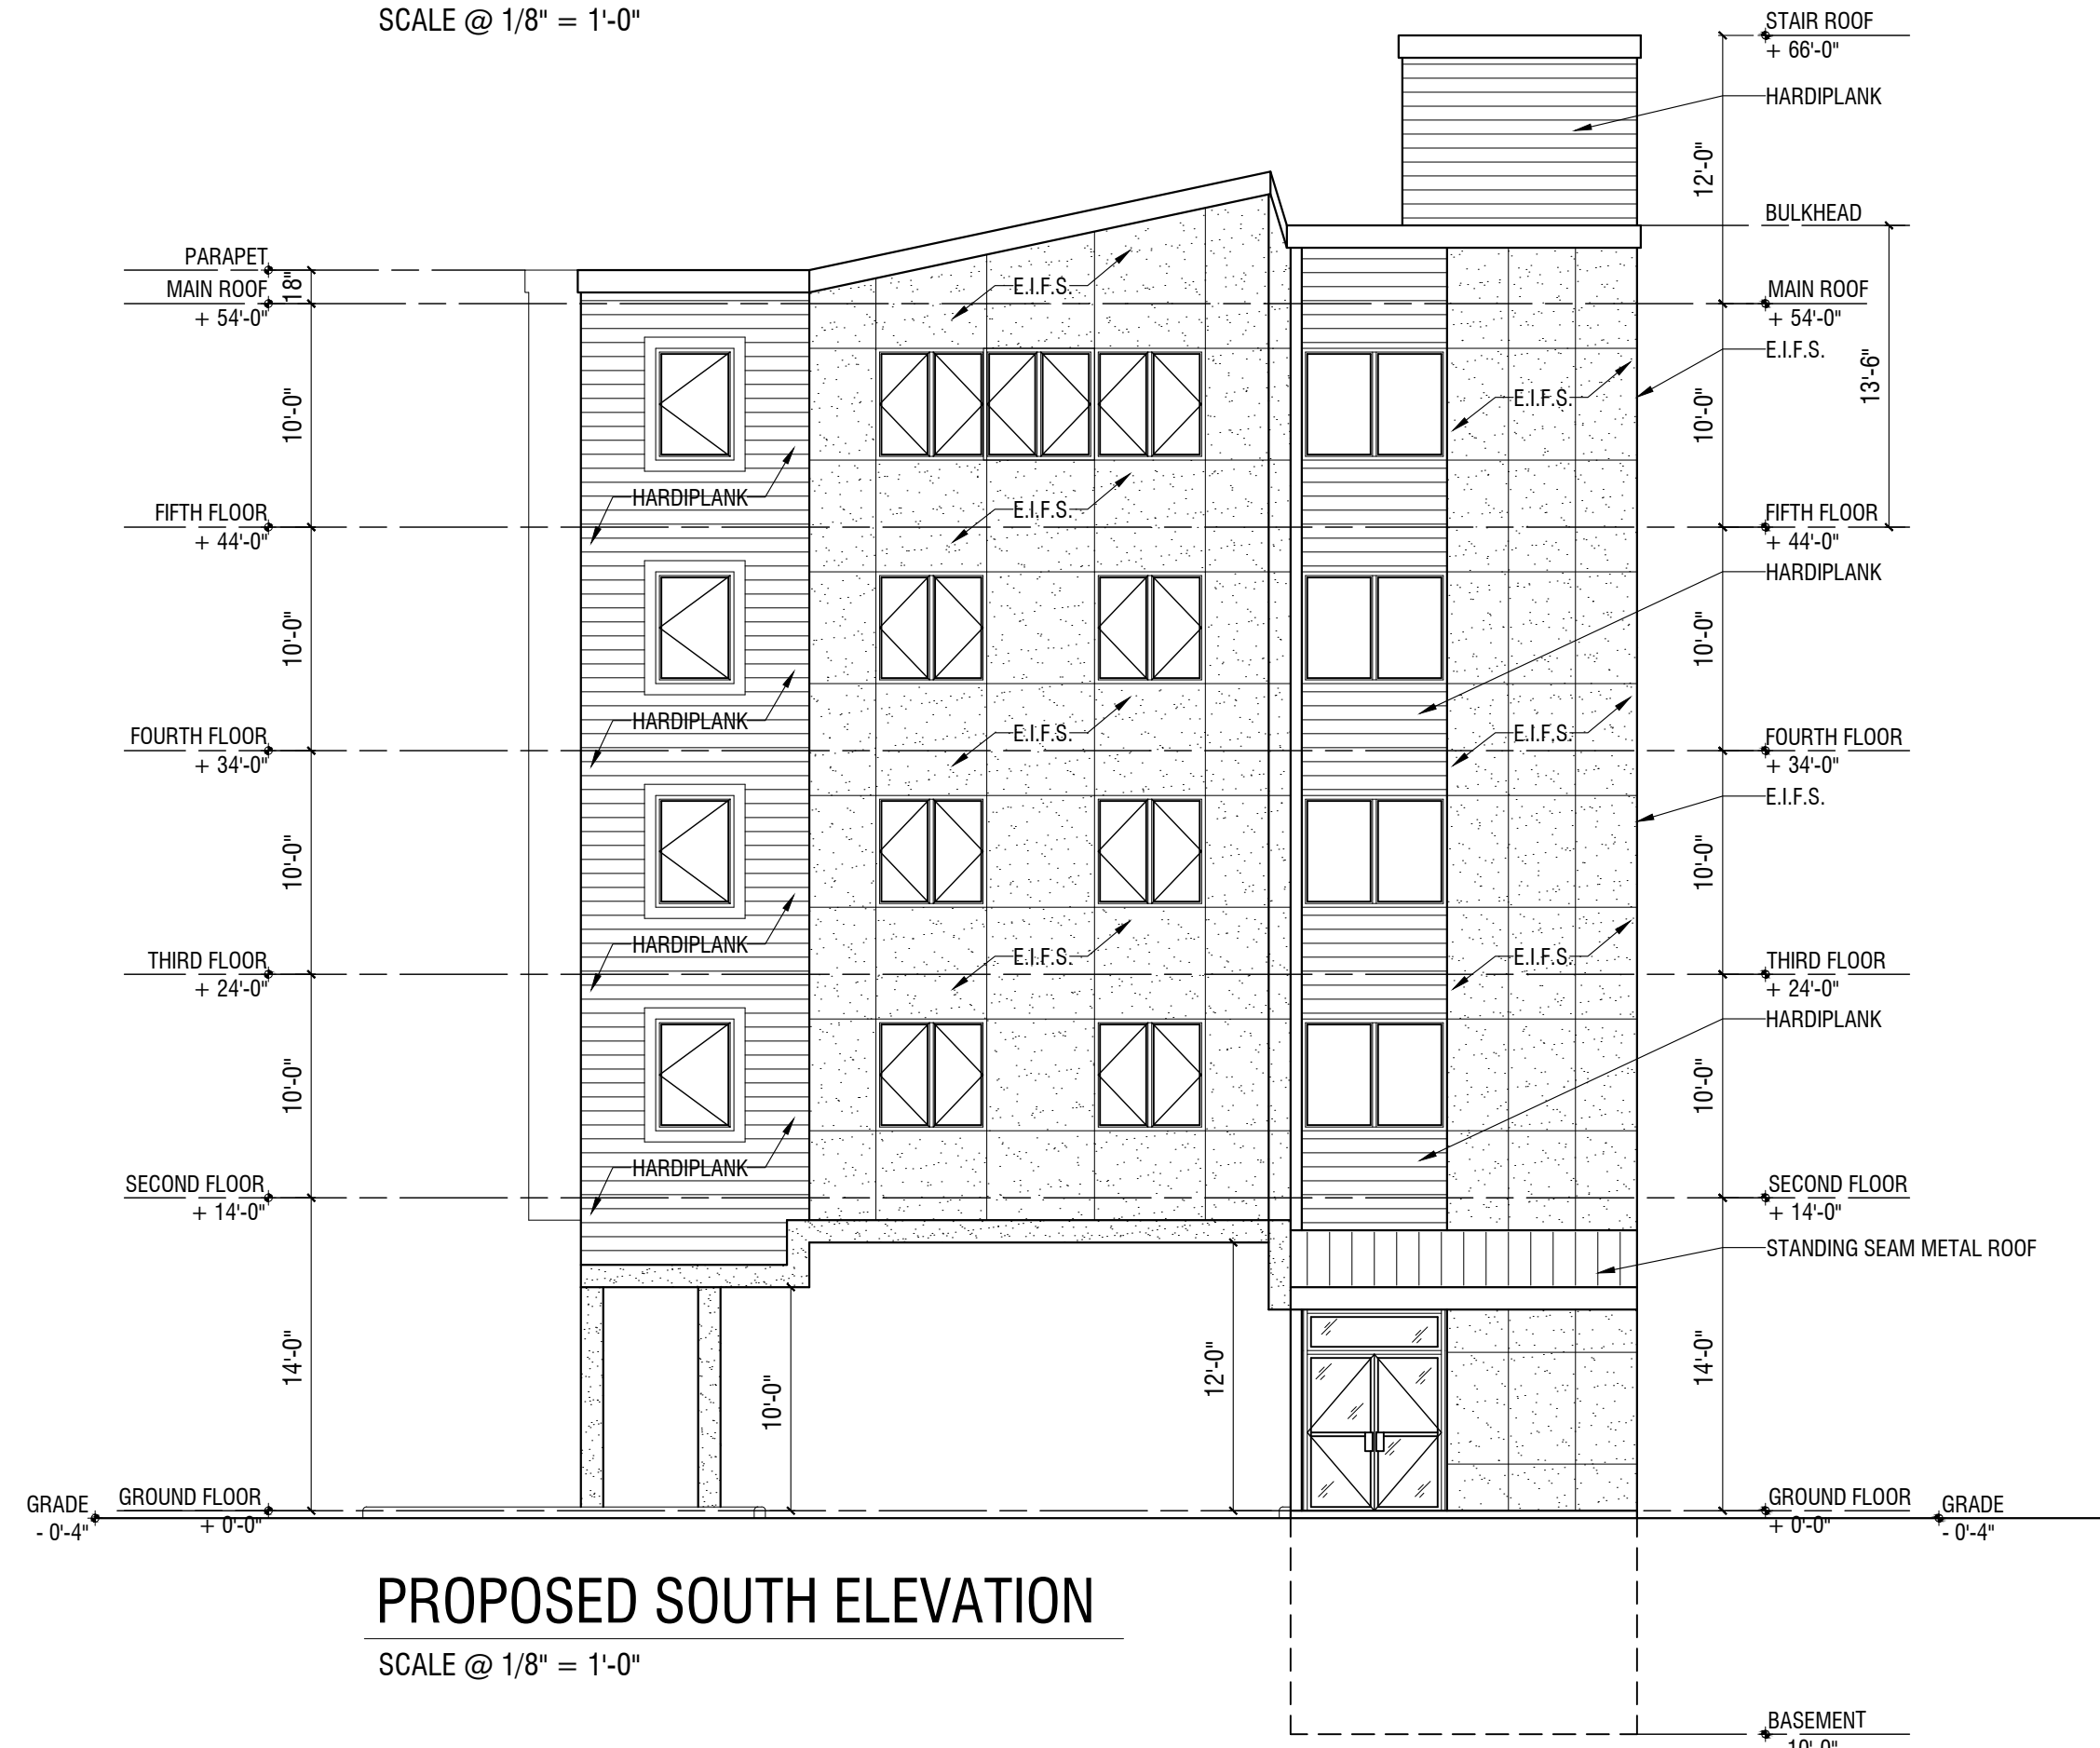 SCALE @ 1/8" = 1'-0"
STAIR ROOF
+ 66'-0"
HARDIPLANK
12'-0"
BULKHEAD
PARAPET
18"
MAIN ROOF
+ 54'-0"
E.I.F.S.
MAIN ROOF
+ 54'-0"
E.I.F.S.
13'-6"
10'-0"
E.I.F.S.
10'-0"
HARDIPLANK
E.I.F.S.
FIFTH FLOOR
+ 44'-0"
FIFTH FLOOR
+ 44'-0"
HARDIPLANK
10'-0"
10'-0"
HARDIPLANK
E.I.F.S.
E.I.F.S.
FOURTH FLOOR
+ 34'-0"
FOURTH FLOOR
+ 34'-0"
E.I.F.S.
10'-0"
10'-0"
HARDIPLANK
E.I.F.S.
E.I.F.S.
THIRD FLOOR
+ 24'-0"
THIRD FLOOR
+ 24'-0"
HARDIPLANK
10'-0"
10'-0"
HARDIPLANK
SECOND FLOOR
+ 14'-0"
SECOND FLOOR
+ 14'-0"
STANDING SEAM METAL ROOF
14'-0"
10'-0"
12'-0"
14'-0"
GRADE
- 0'-4"
GROUND FLOOR
+ 0'-0"
GROUND FLOOR
+ 0'-0"
GRADE
- 0'-4"
PROPOSED SOUTH ELEVATION
SCALE @ 1/8" = 1'-0"
BASEMENT